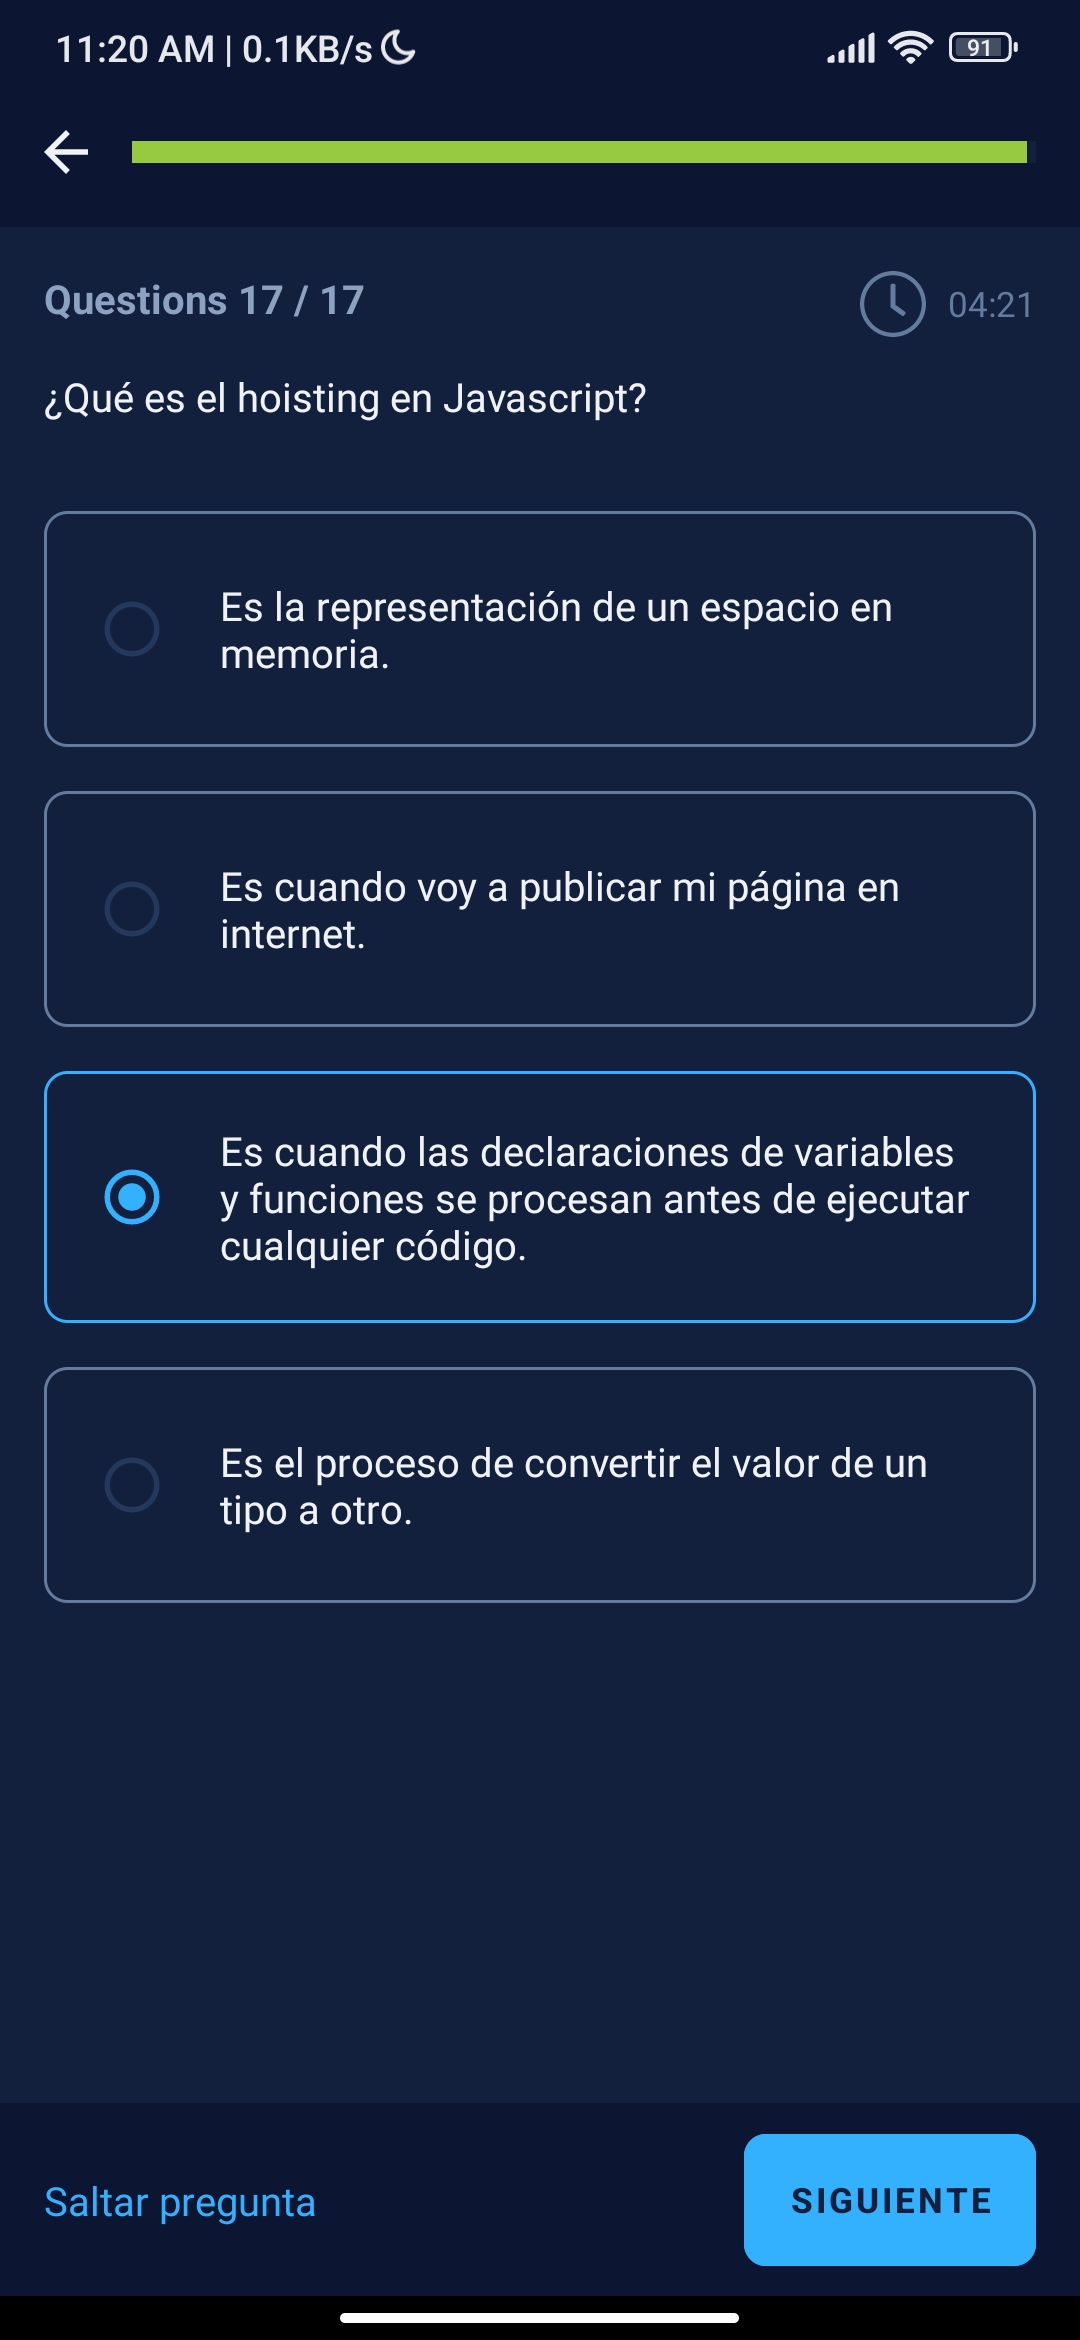 11:20 AM | 0.1KB/s
91
Questions 17 / 17
04:21
¿Qué es el hoisting en Javascript?
Es la representación de un espacio en
memoria.
Es cuando voy a publicar mi página en
internet.
Es cuando las declaraciones de variables
y funciones se procesan antes de ejecutar
cualquier código.
Es el proceso de convertir el valor de un
tipo a otro.
Saltar pregunta
SIGUIENTE